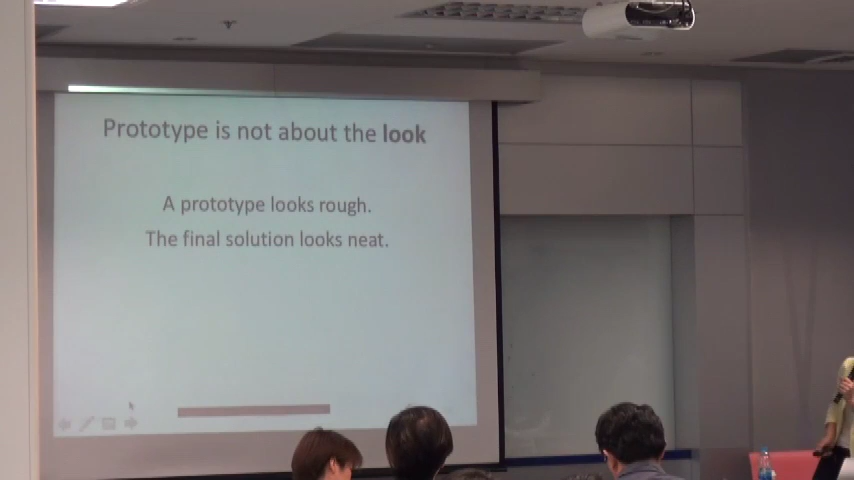 Prototype is not about the look
A prototype looks rough.
The final solution looks neat.